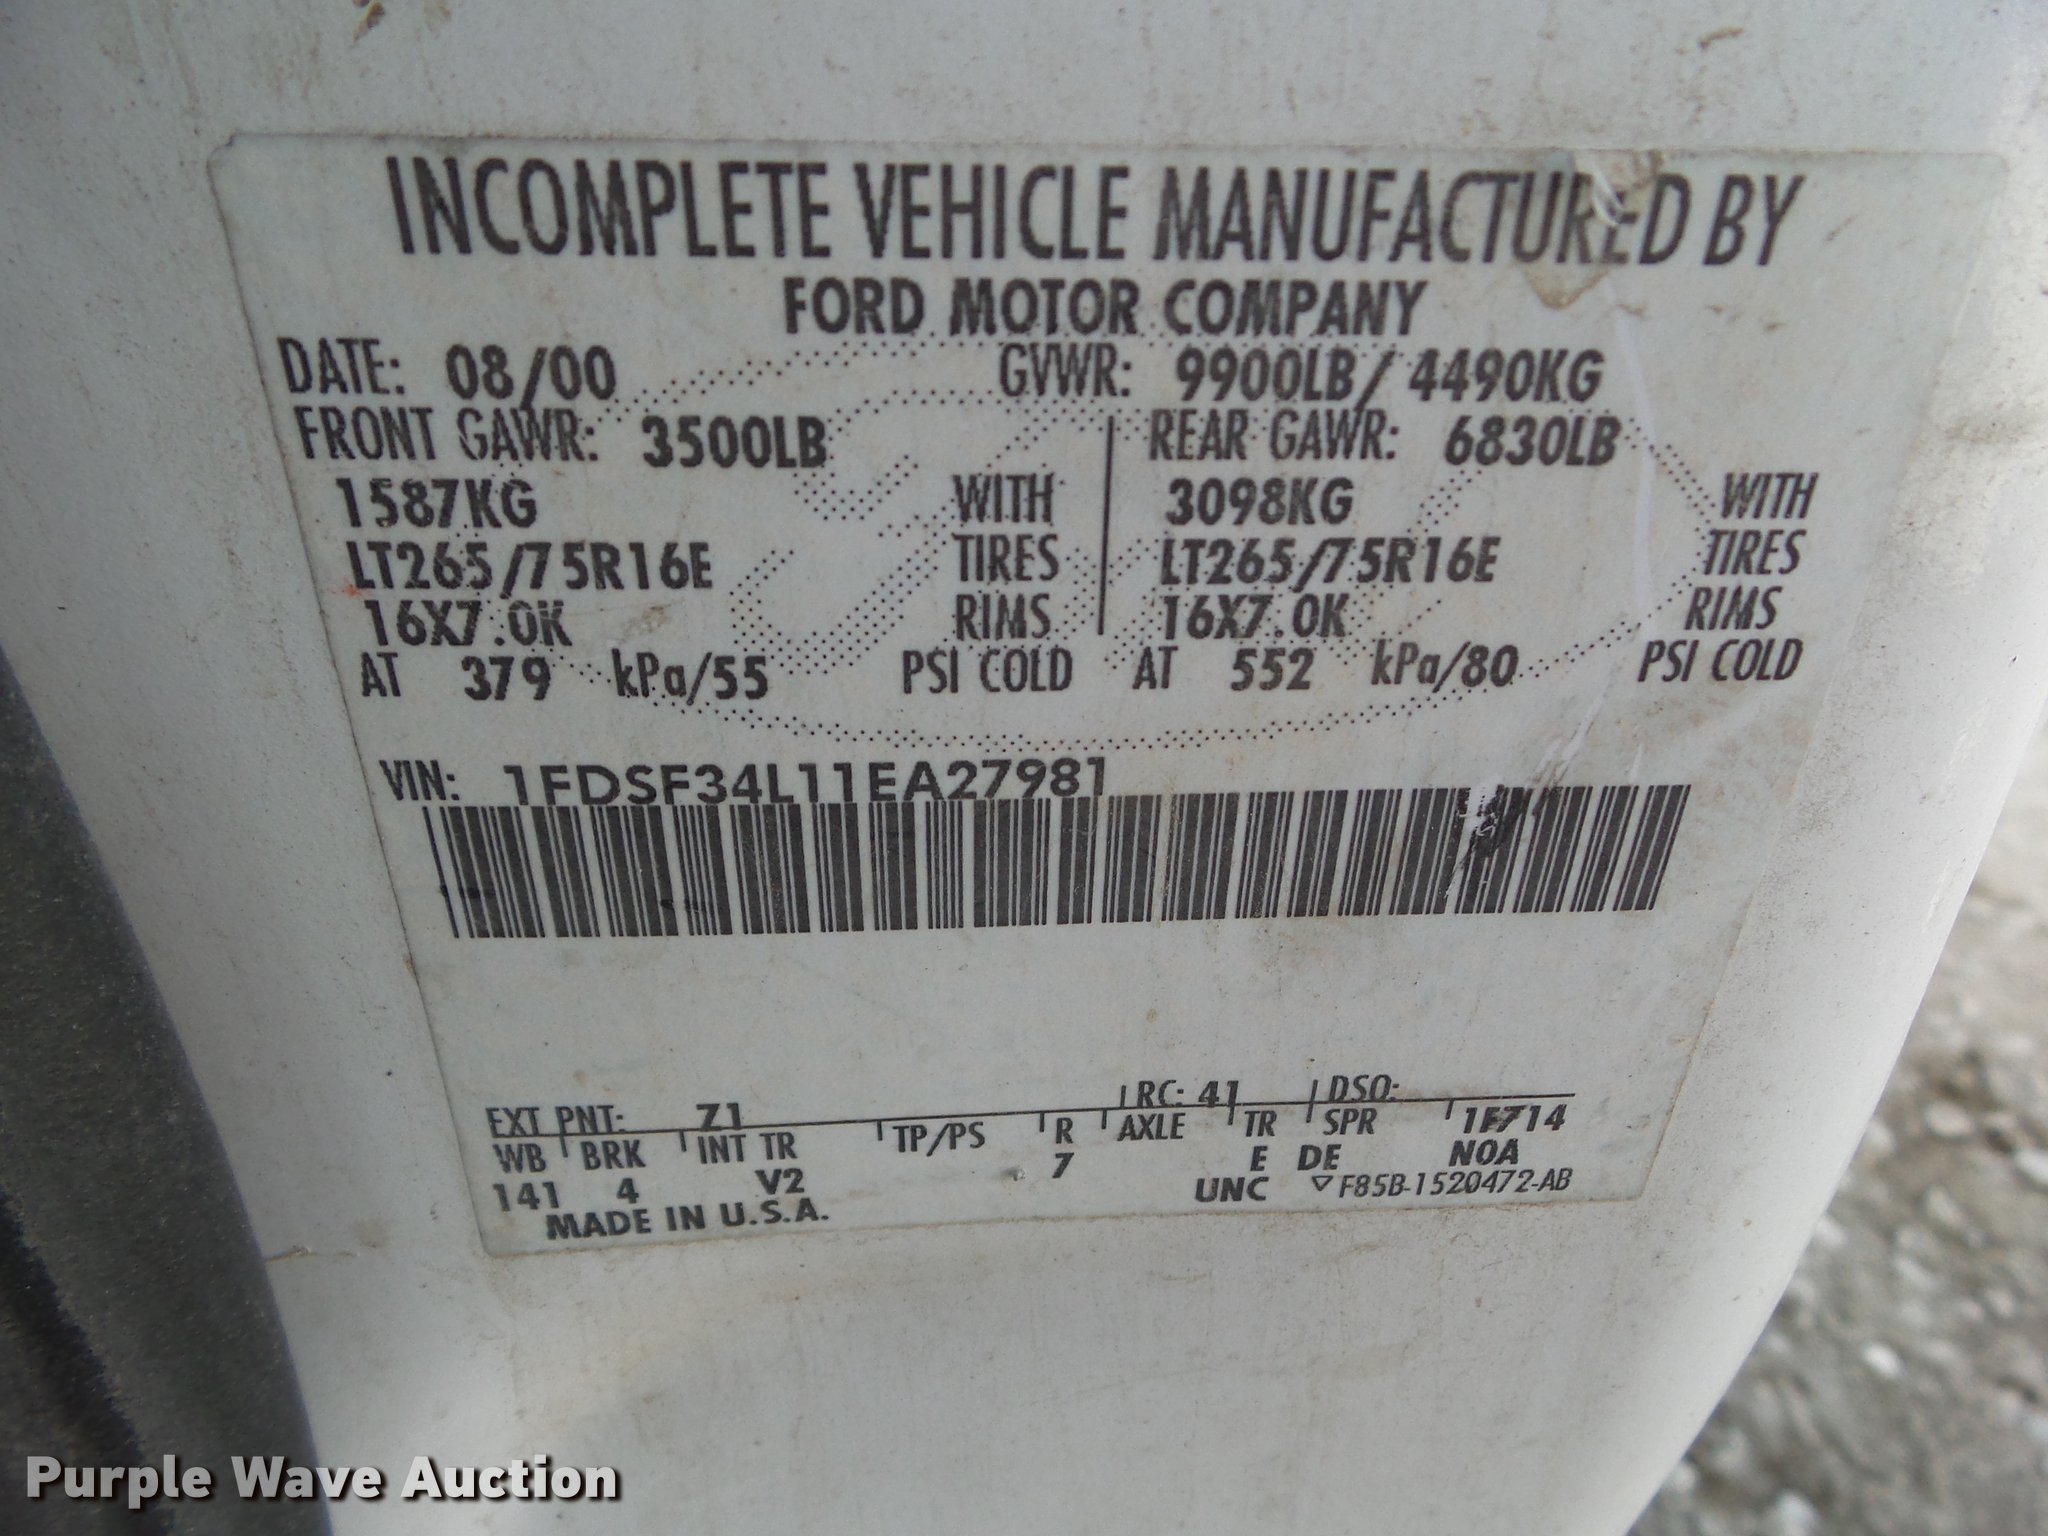 INCOMPLETE VEHICLE MANUFACTURED BY
FORD MOTOR COMPANY
DATE: 08/00 GVWR: 9900LB/ 4490KG
FRONT GAWR: 3500LB REAR GAWR: 6830LB
1587KG WITH 3098KG WITH
LT265/75R16E TIRES LT265/75R16E TIRES
16X7.0K RIMS 16X7.0K RIMS
AT 379 kPa/55 PSI COLD AT 552 kPa/80 PSI COLD
VIN: 1FDSF34L11EA27981
EXT PNT: Z1 RC: 41 DSO:
WB BRK INT TR TP/PS R AXLE TR SPR 1F714
141 4 V2 7 E DE N0A
MADE IN U.S.A. UNC ▽ F85B-1520472-AB
Purple Wave Auction